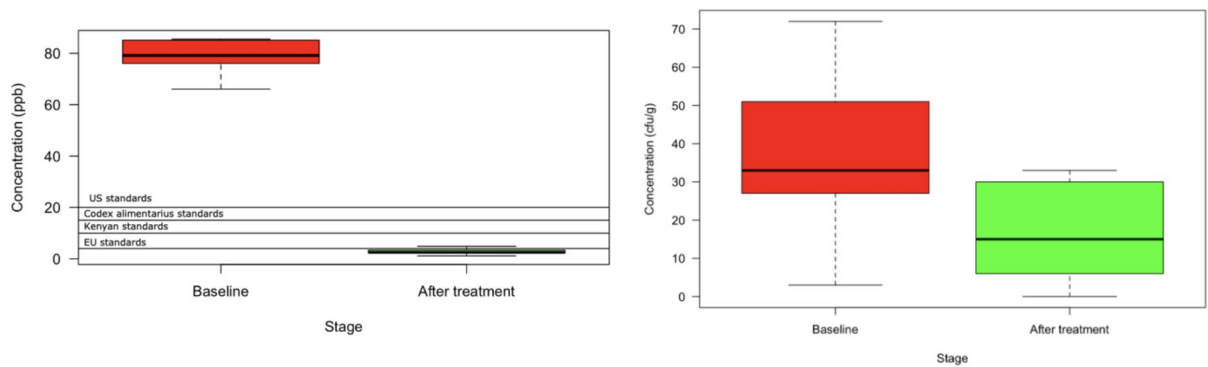 Concentration (ppb)
80
60
40
20
0
US standards
Codex alimentarius standards
Kenyan standards
EU standards
Baseline
After treatment
Stage
Concentration (cfu/g)
70
60
50
40
30
20
10
0
Baseline
After treatment
Stage